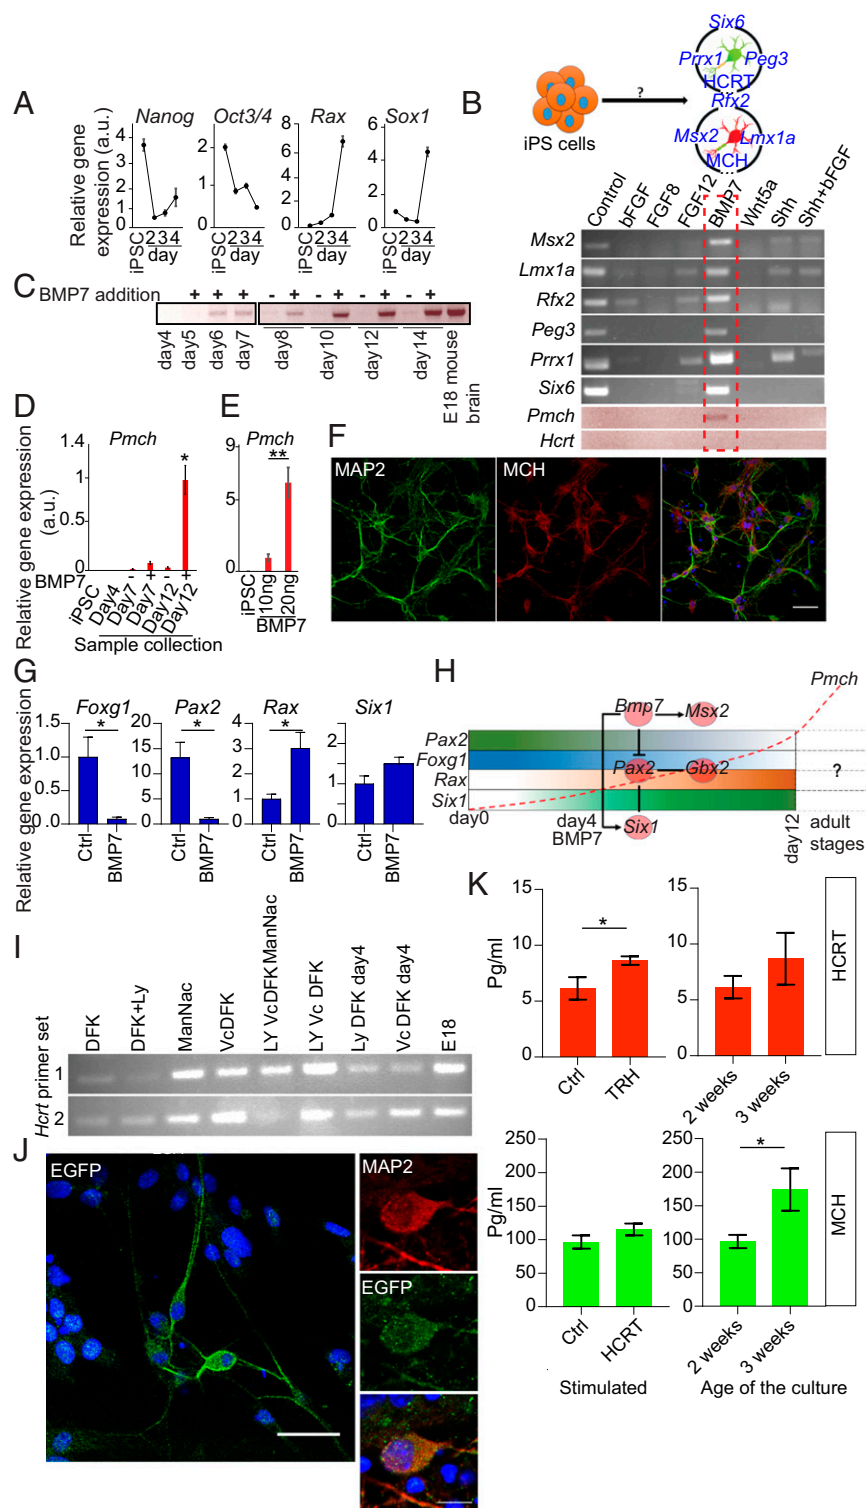 A
Nanog
Oct3/4
Rax
Sox1
Relative gene
expression (a.u.)
4
3
2
1
0
2
1
0
8
6
4
2
0
6
4
2
0
iPSC
2 3 4
day
iPSC
2 3 4
day
iPSC
2 3 4
day
iPSC
2 3 4
day
B
iPS cells
?
Six6
Prrx1
Peg3
HCRT
Rfx2
Msx2
Lmx1a
MCH
Control
bFGF
FGF8
FGF12
BMP7
Wnt5a
Shh
Shh+bFGF
Msx2
Lmx1a
Rfx2
Peg3
Prrx1
Six6
Pmch
Hcrt
C
BMP7 addition
+ + + - + - + - + - +
day4
day5
day6
day7
day8
day10
day12
day14
E18 mouse
brain
D
Pmch
Relative gene expression
(a.u.)
1.4
1
0.5
0
*
BMP7
- + - +
iPSC
Day4
Day7
Day7
Day12
Day12
Sample collection
E
Pmch
9
5
0
**
iPSC
10ng
20ng
BMP7
F
MAP2
MCH
G
Relative gene expression
Foxg1
1.5
1.0
0.5
0.0
*
Ctrl
BMP7
Pax2
20
15
10
5
0
*
Ctrl
BMP7
Rax
4
3
2
1
0
*
Ctrl
BMP7
Six1
2.0
1.5
1.0
0.5
0.0
Ctrl
BMP7
H
Pmch
Bmp7
Msx2
Pax2
Foxg1
Rax
Six1
Pax2
Gbx2
Six1
?
day0
day4
BMP7
day12
adult
stages
I
DFK
DFK+Ly
ManNac
VcDFK
LY VcDFK ManNac
LY Vc DFK
Ly DFK day4
Vc DFK day4
E18
Hcrt primer set
1
2
J
EGFP
MAP2
EGFP
K
Pg/ml
15
10
5
0
*
Ctrl
TRH
15
10
5
0
2 weeks
3 weeks
HCRT
Pg/ml
250
200
150
100
50
0
Ctrl
HCRT
Stimulated
250
200
150
100
50
0
*
2 weeks
3 weeks
Age of the culture
MCH